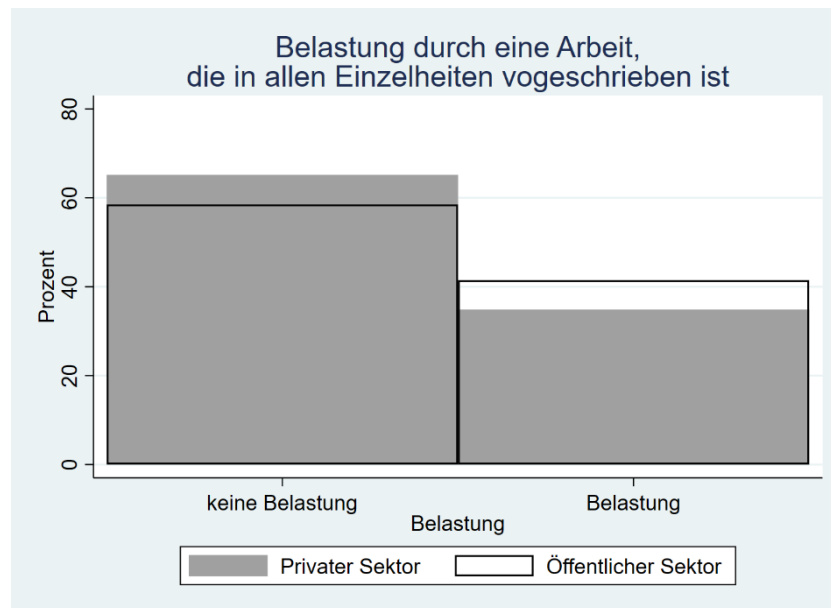 Belastung durch eine Arbeit,
die in allen Einzelheiten vogeschrieben ist
80
60
40
20
0
Prozent
keine Belastung
Belastung
Belastung
Privater Sektor
Öffentlicher Sektor